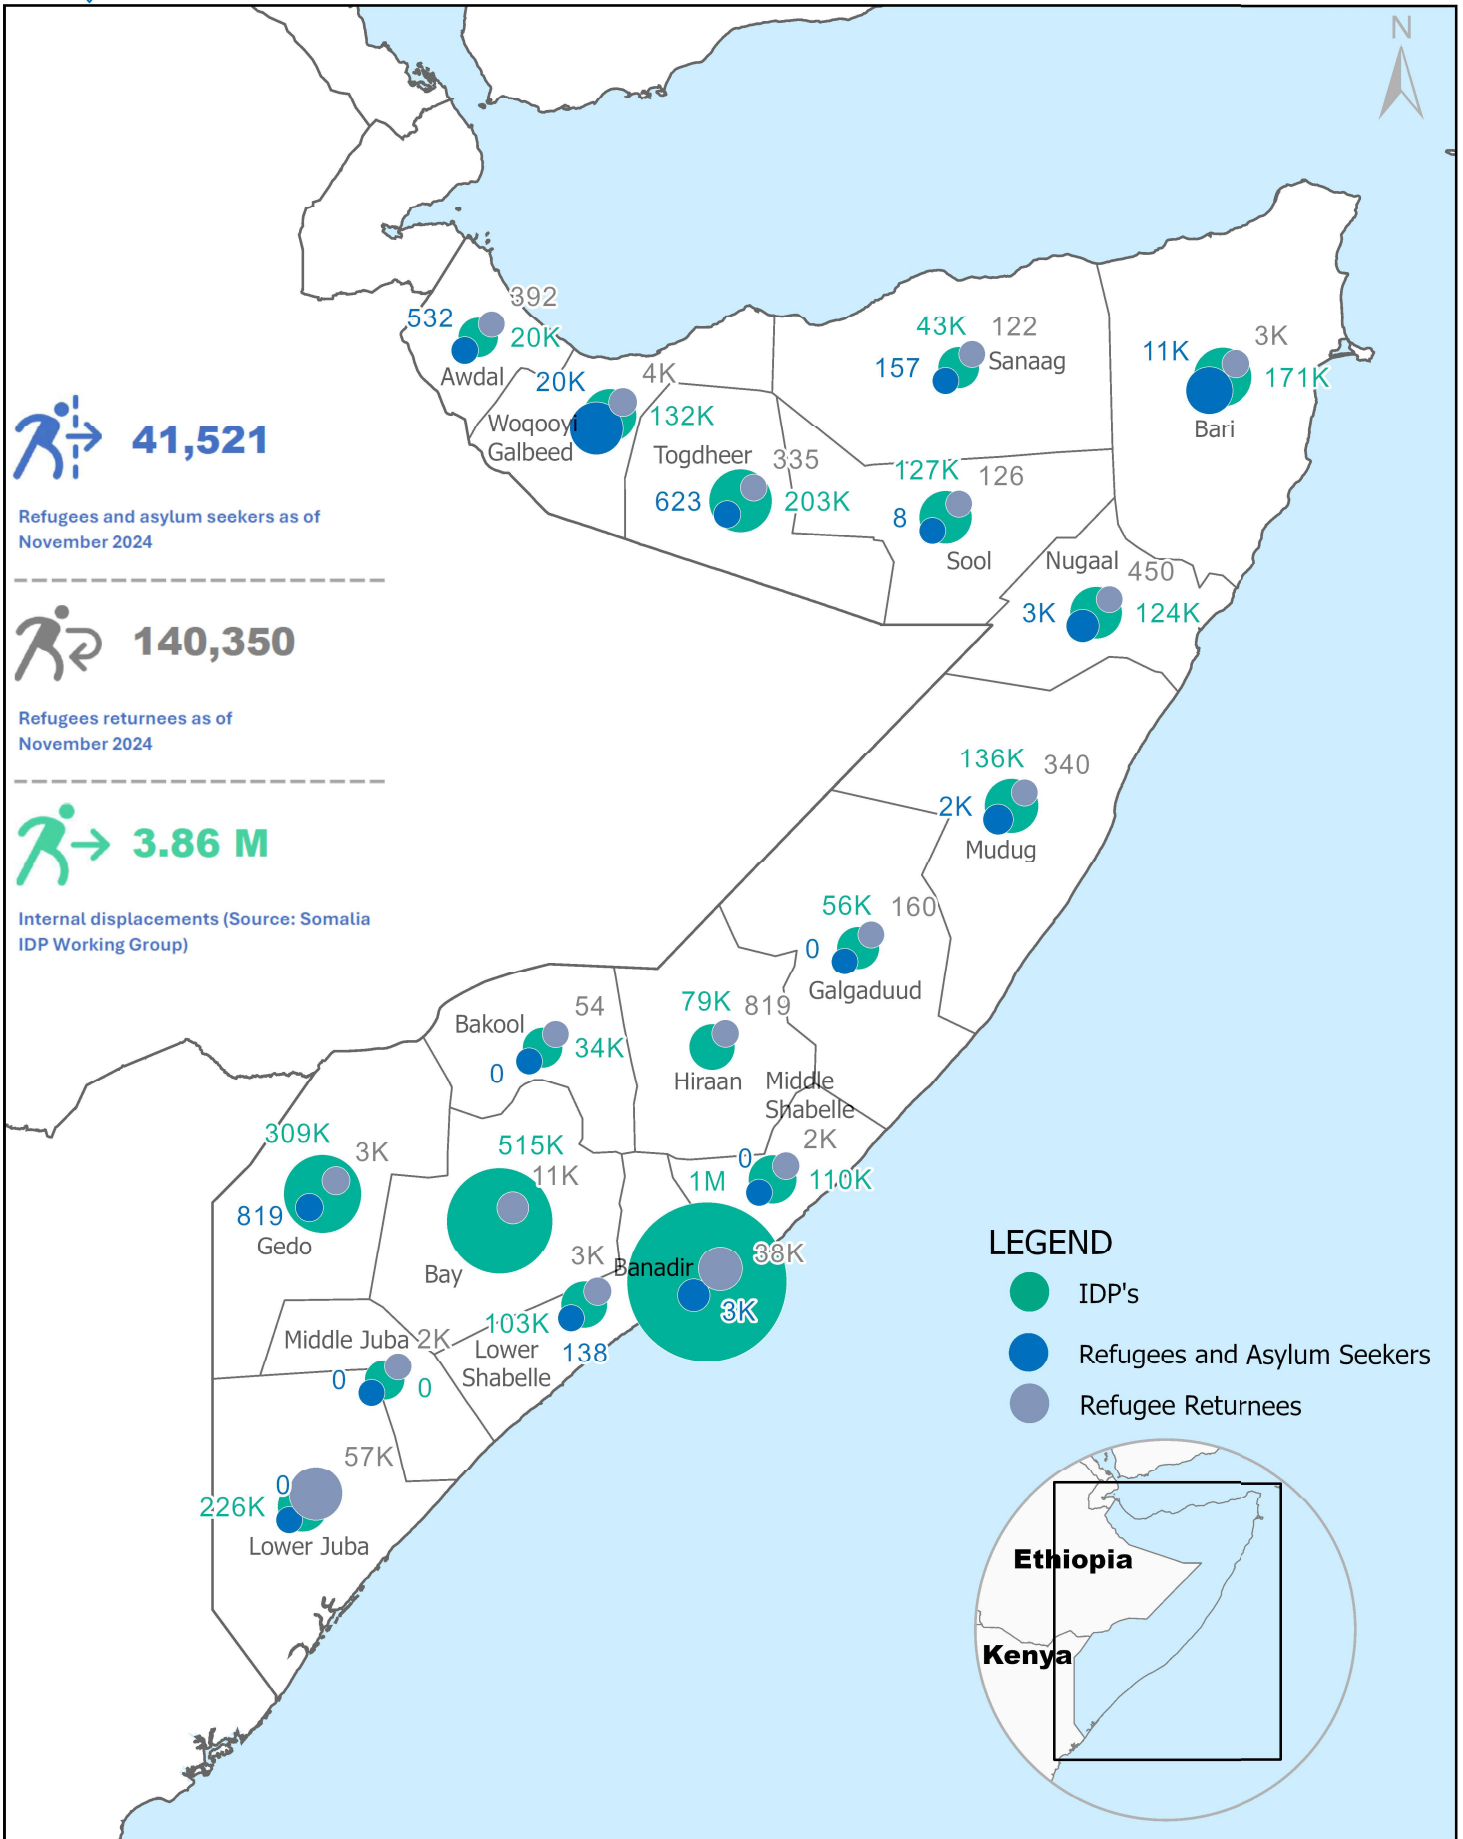 N
392
532
20K
Awdal
20K
4K
132K
Woqooyi
Galbeed
Togdheer
335
623
203K
43K
122
157
Sanaag
127K
126
8
Sool
3K
11K
171K
Bari
Nugaal
450
3K
124K
136K
340
2K
Mudug
56K
160
0
Galgaduud
41,521
Refugees and asylum seekers as of
November 2024
140,350
Refugees returnees as of
November 2024
3.86 M
Internal displacements (Source: Somalia
IDP Working Group)
54
Bakool
34K
0
79K
819
Hiraan
Middle
Shabelle
2K
0
110K
309K
3K
819
Gedo
515K
11K
Bay
1M
Banadir
38K
3K
3K
103K
138
Lower
Shabelle
Middle Juba
2K
0
0
57K
0
226K
Lower Juba
LEGEND
IDP's
Refugees and Asylum Seekers
Refugee Returnees
Ethiopia
Kenya